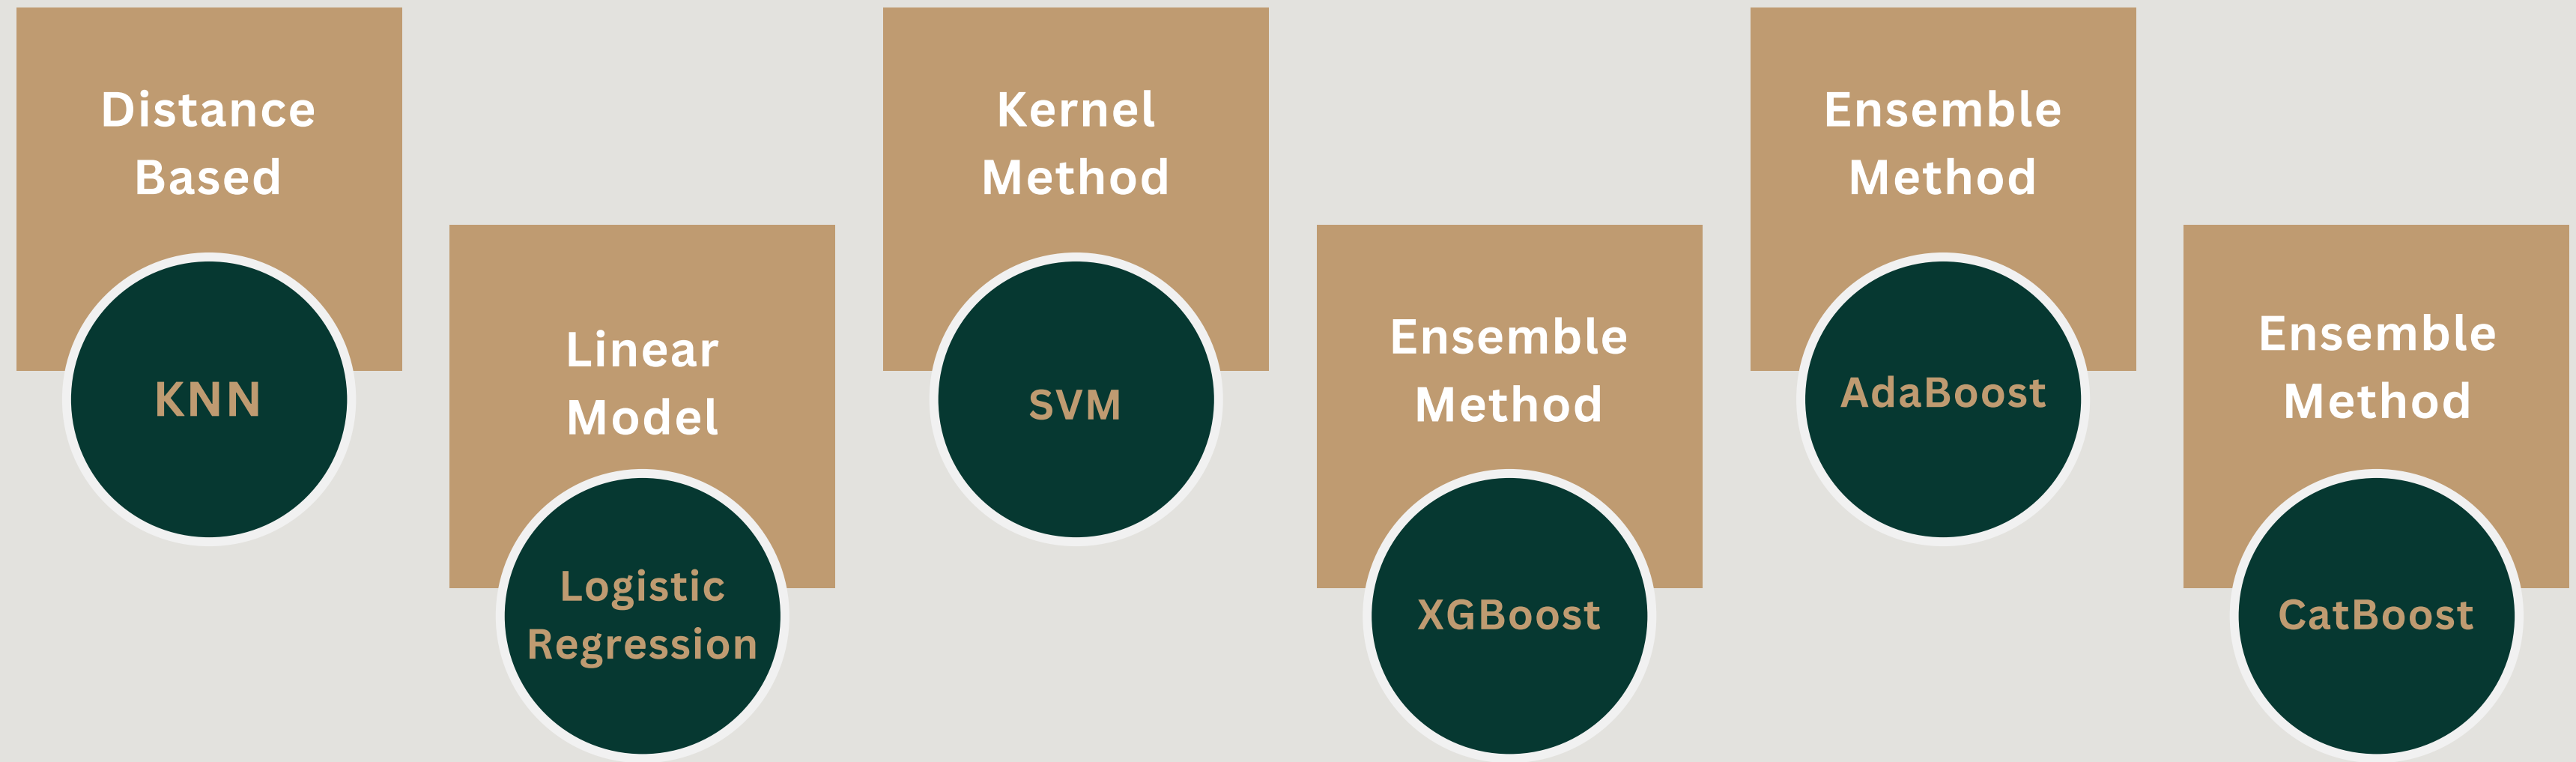 Distance
Based
KNN
Linear
Model
Logistic
Regression
Kernel
Method
SVM
Ensemble
Method
XGBoost
Ensemble
Method
AdaBoost
Ensemble
Method
CatBoost